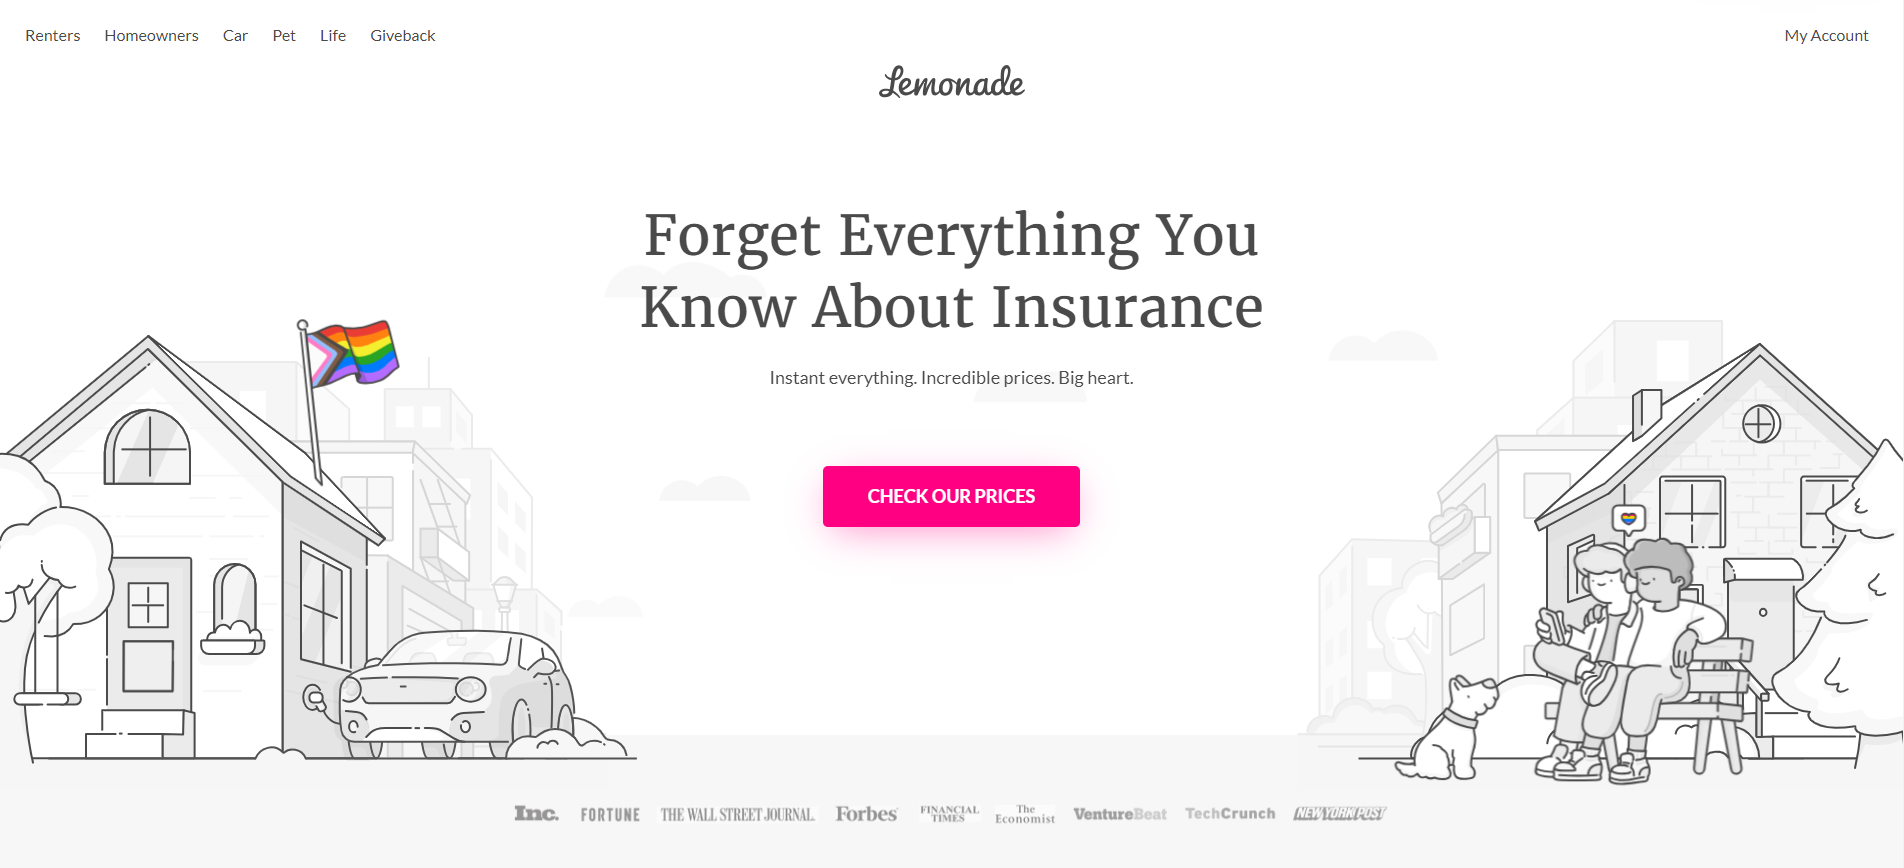 Renters Homeowners Car Pet Life Giveback My Account
Lemonade
Forget Everything You
Know About Insurance
Instant everything. Incredible prices. Big heart.
CHECK OUR PRICES
Inc. FORTUNE THE WALL STREET JOURNAL. Forbes FINANCIAL TIMES The Economist VentureBeat TechCrunch NEW YORK POST